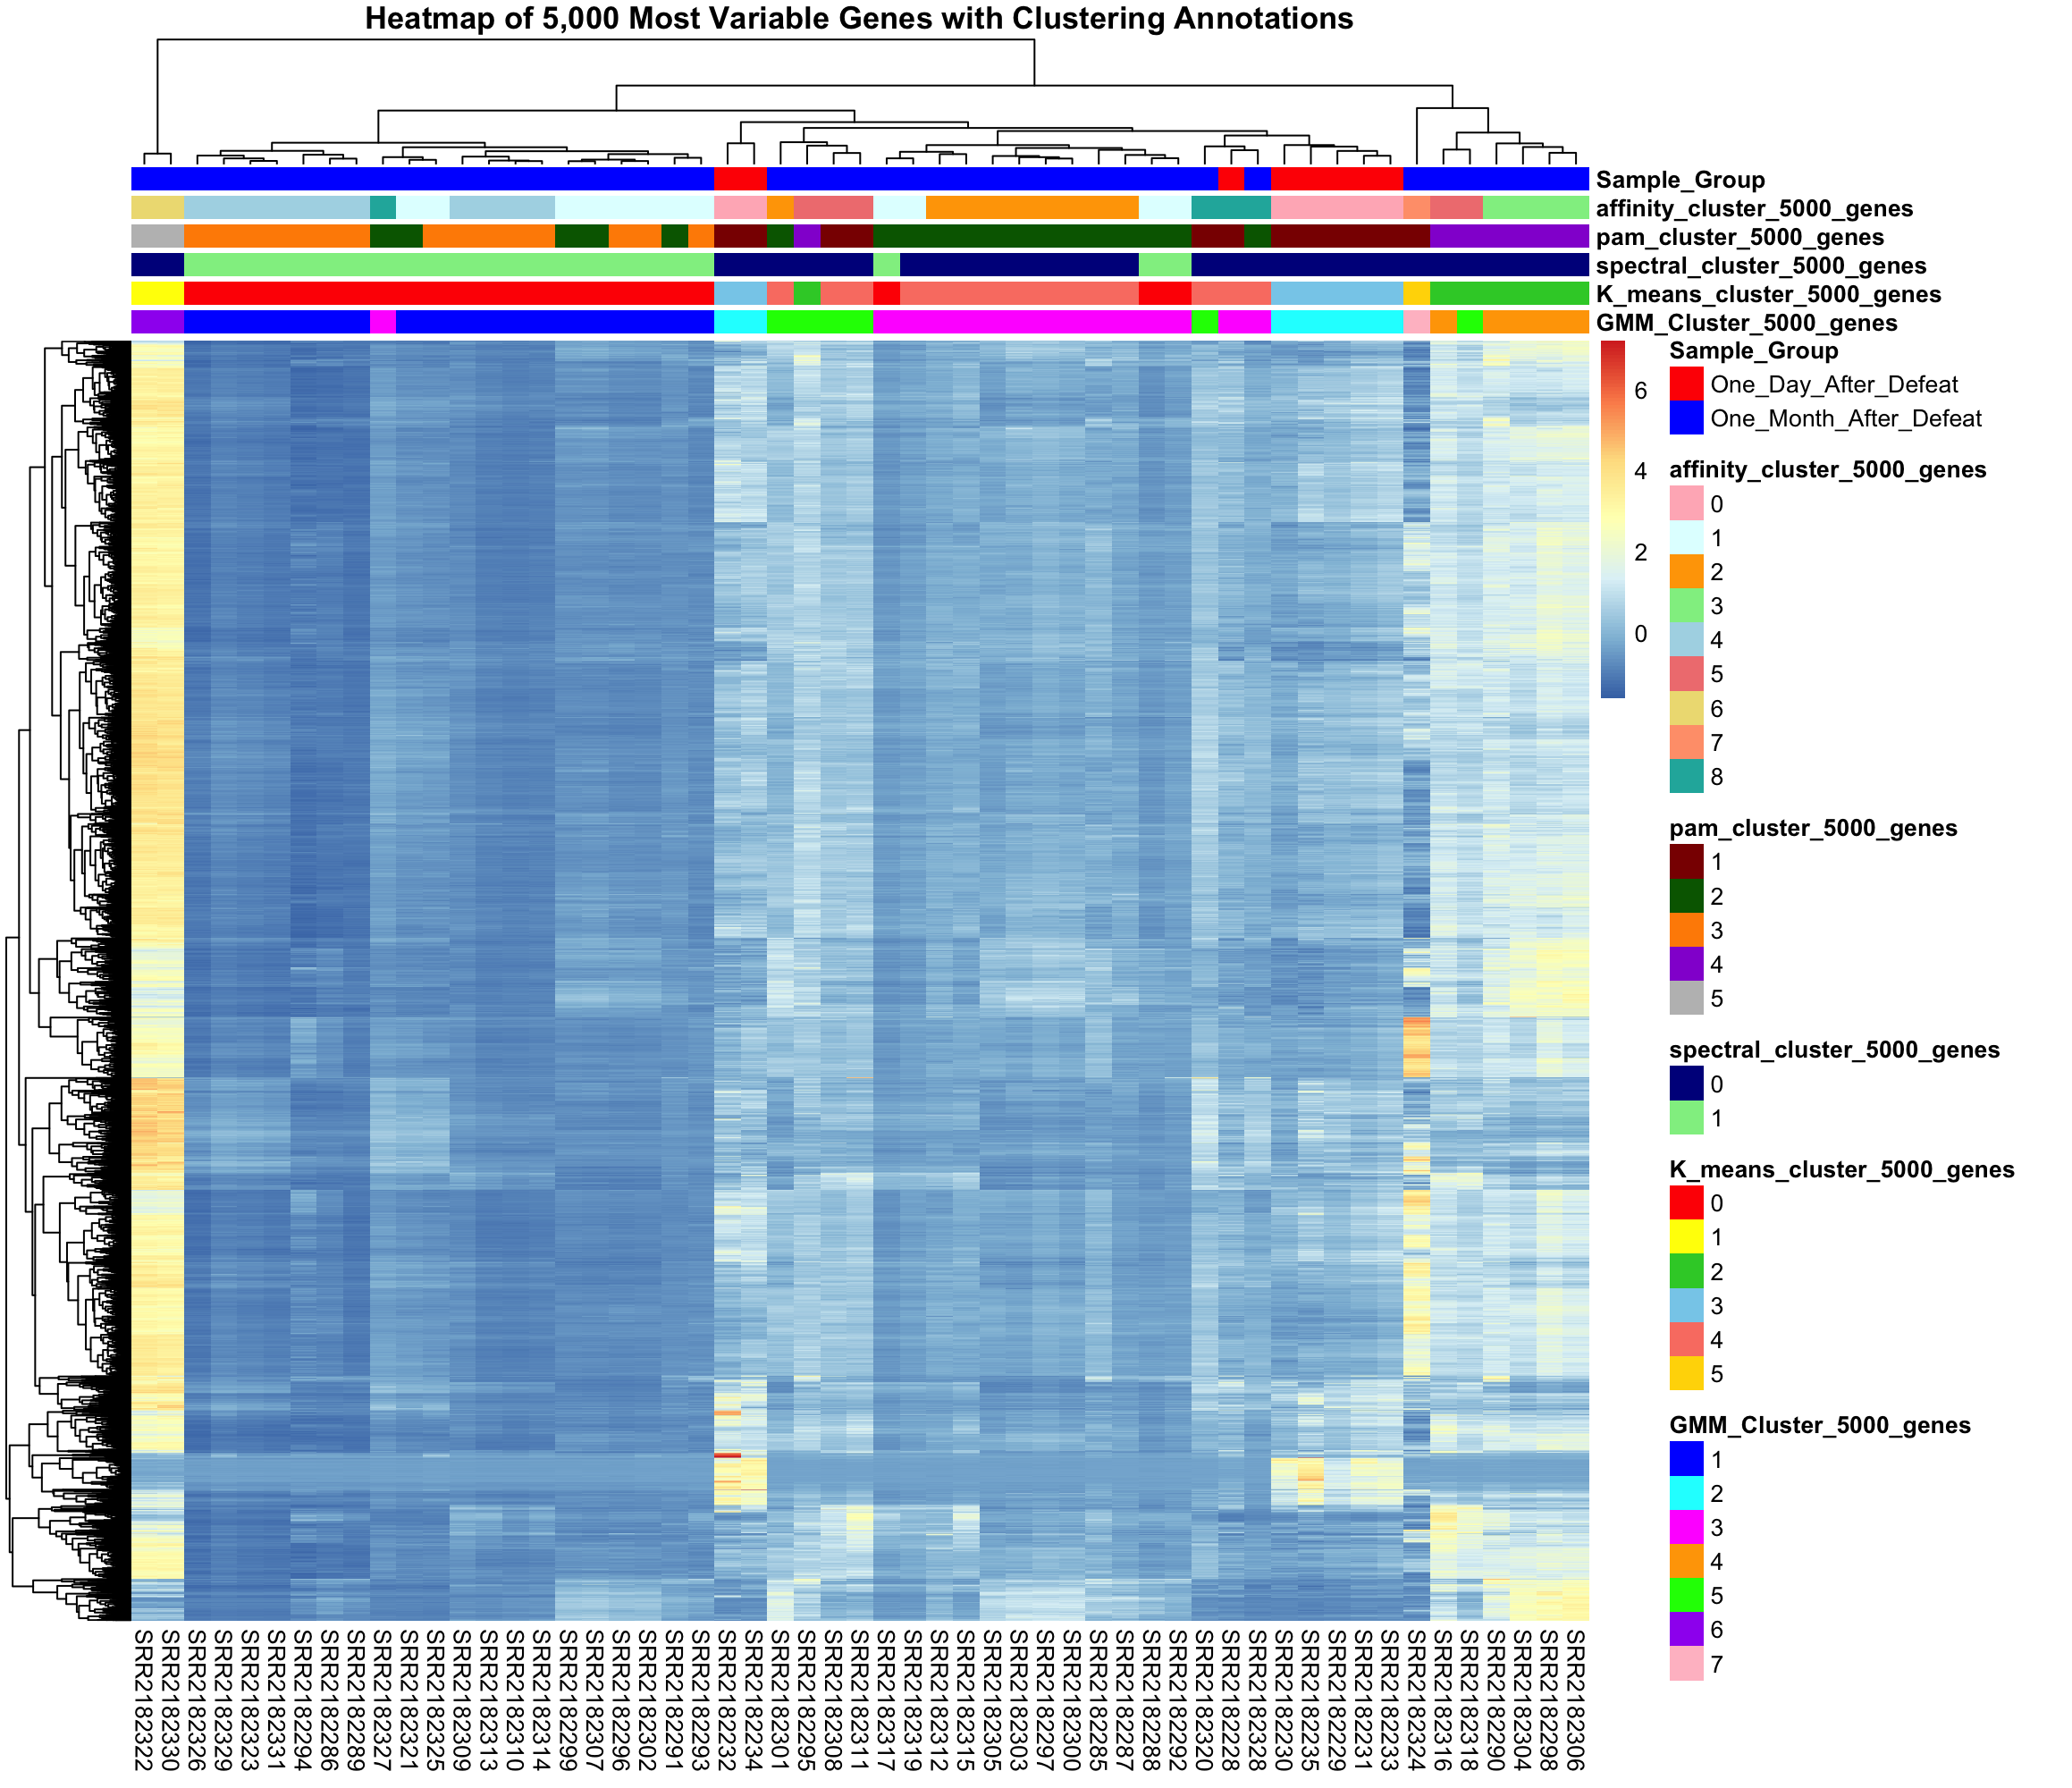 Heatmap of 5,000 Most Variable Genes with Clustering Annotations
Sample_Group
affinity_cluster_5000_genes
pam_cluster_5000_genes
spectral_cluster_5000_genes
K_means_cluster_5000_genes
GMM_Cluster_5000_genes
6
4
2
0
Sample_Group
One_Day_After_Defeat
One_Month_After_Defeat
affinity_cluster_5000_genes
0
1
2
3
4
5
6
7
8
pam_cluster_5000_genes
1
2
3
4
5
spectral_cluster_5000_genes
0
1
K_means_cluster_5000_genes
0
1
2
3
4
5
GMM_Cluster_5000_genes
1
2
3
4
5
6
7
SRR2182322
SRR2182330
SRR2182326
SRR2182329
SRR2182323
SRR2182331
SRR2182294
SRR2182286
SRR2182289
SRR2182327
SRR2182321
SRR2182325
SRR2182309
SRR2182313
SRR2182310
SRR2182314
SRR2182299
SRR2182307
SRR2182296
SRR2182302
SRR2182291
SRR2182293
SRR2182232
SRR2182234
SRR2182301
SRR2182295
SRR2182308
SRR2182311
SRR2182317
SRR2182319
SRR2182312
SRR2182315
SRR2182305
SRR2182303
SRR2182297
SRR2182300
SRR2182285
SRR2182287
SRR2182288
SRR2182292
SRR2182320
SRR2182228
SRR2182328
SRR2182230
SRR2182235
SRR2182229
SRR2182231
SRR2182233
SRR2182324
SRR2182316
SRR2182318
SRR2182290
SRR2182304
SRR2182298
SRR2182306